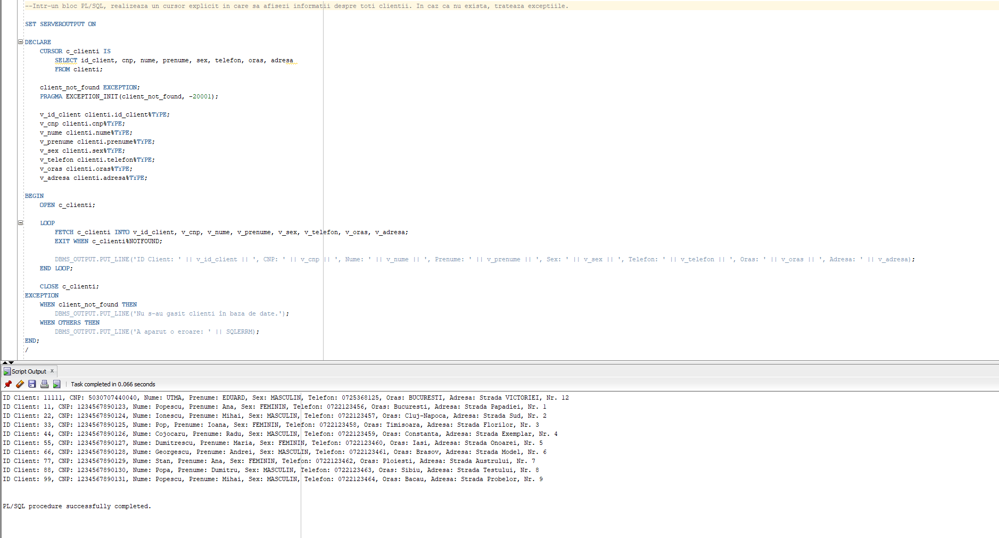 --Intr-un bloc PL/SQL, realizeaza un cursor explicit in care sa afisezi informatii despre toti clientii. In caz ca nu exista, trateaza exceptiile.
SET SERVEROUTPUT ON
DECLARE
CURSOR c_clienti IS
SELECT id_client, cnp, nume, prenume, sex, telefon, oras, adresa
FROM clienti;
client_not_found EXCEPTION;
PRAGMA EXCEPTION_INIT(client_not_found, -20001);
v_id_client clienti.id_client%TYPE;
v_cnp clienti.cnp%TYPE;
v_nume clienti.nume%TYPE;
v_prenume clienti.prenume%TYPE;
v_sex clienti.sex%TYPE;
v_telefon clienti.telefon%TYPE;
v_oras clienti.oras%TYPE;
v_adresa clienti.adresa%TYPE;
BEGIN
OPEN c_clienti;
LOOP
FETCH c_clienti INTO v_id_client, v_cnp, v_nume, v_prenume, v_sex, v_telefon, v_oras, v_adresa;
EXIT WHEN c_clienti%NOTFOUND;
DBMS_OUTPUT.PUT_LINE('ID Client: ' || v_id_client || ', CNP: ' || v_cnp || ', Nume: ' || v_nume || ', Prenume: ' || v_prenume || ', Sex: ' || v_sex || ', Telefon: ' || v_telefon || ', Oras: ' || v_oras || ', Adresa: ' || v_adresa);
END LOOP;
CLOSE c_clienti;
EXCEPTION
WHEN client_not_found THEN
DBMS_OUTPUT.PUT_LINE('Nu s-au gasit clienti în baza de date.');
WHEN OTHERS THEN
DBMS_OUTPUT.PUT_LINE('A aparut o eroare: ' || SQLERRM);
END;
/
Script Output x
Task completed in 0.066 seconds
ID Client: 11111, CNP: 5030707440040, Nume: UTMA, Prenume: EDUARD, Sex: MASCULIN, Telefon: 0725368125, Oras: BUCURESTI, Adresa: Strada VICTORIEI, Nr. 12
ID Client: 11, CNP: 1234567890123, Nume: Popescu, Prenume: Ana, Sex: FEMININ, Telefon: 0722123456, Oras: Bucuresti, Adresa: Strada Papadiei, Nr. 1
ID Client: 22, CNP: 1234567890124, Nume: Ionescu, Prenume: Mihai, Sex: MASCULIN, Telefon: 0722123457, Oras: Cluj-Napoca, Adresa: Strada Sud, Nr. 2
ID Client: 33, CNP: 1234567890125, Nume: Pop, Prenume: Ioana, Sex: FEMININ, Telefon: 0722123458, Oras: Timisoara, Adresa: Strada Florilor, Nr. 3
ID Client: 44, CNP: 1234567890126, Nume: Cojocaru, Prenume: Radu, Sex: MASCULIN, Telefon: 0722123459, Oras: Constanta, Adresa: Strada Exemplar, Nr. 4
ID Client: 55, CNP: 1234567890127, Nume: Dumitrescu, Prenume: Maria, Sex: FEMININ, Telefon: 0722123460, Oras: Iasi, Adresa: Strada Onoarei, Nr. 5
ID Client: 66, CNP: 1234567890128, Nume: Georgescu, Prenume: Andrei, Sex: MASCULIN, Telefon: 0722123461, Oras: Brasov, Adresa: Strada Model, Nr. 6
ID Client: 77, CNP: 1234567890129, Nume: Stan, Prenume: Ana, Sex: FEMININ, Telefon: 0722123462, Oras: Ploiesti, Adresa: Strada Austrului, Nr. 7
ID Client: 88, CNP: 1234567890130, Nume: Popa, Prenume: Dumitru, Sex: MASCULIN, Telefon: 0722123463, Oras: Sibiu, Adresa: Strada Testului, Nr. 8
ID Client: 99, CNP: 1234567890131, Nume: Popescu, Prenume: Mihai, Sex: MASCULIN, Telefon: 0722123464, Oras: Bacau, Adresa: Strada Probelor, Nr. 9
PL/SQL procedure successfully completed.